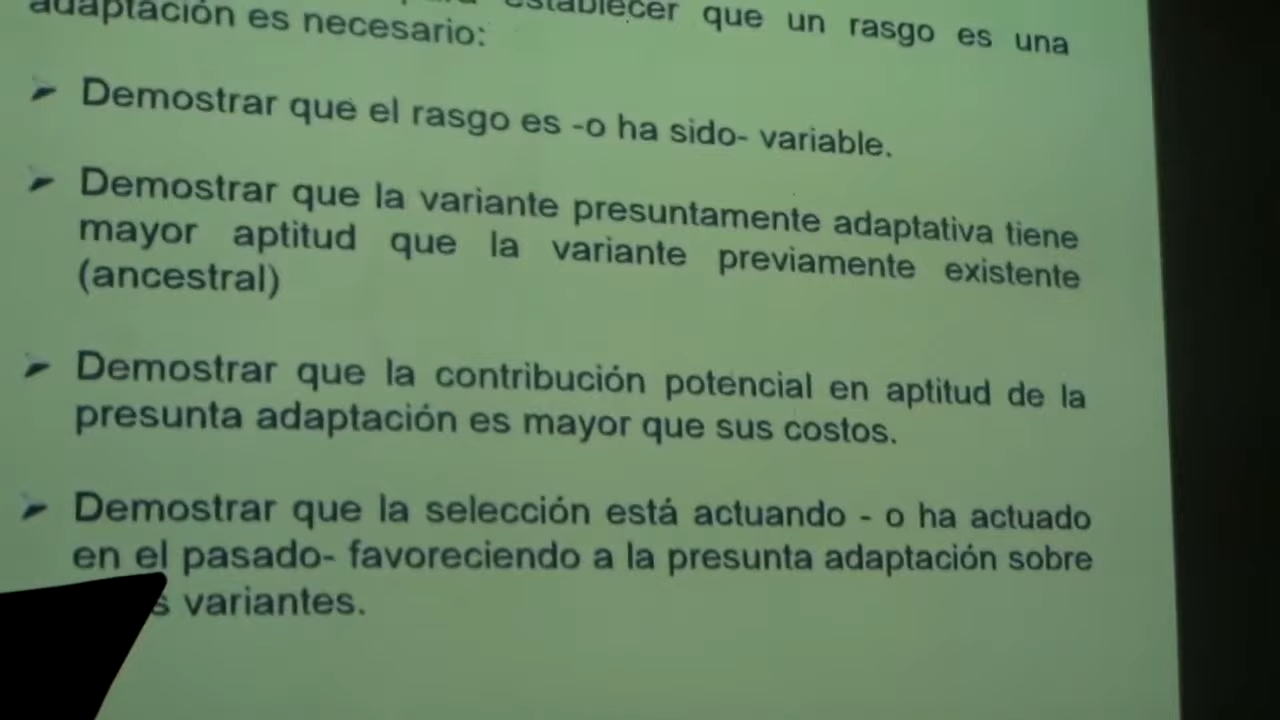 establecer que un rasgo es una
adaptación es necesario:
Demostrar que el rasgo es -o ha sido- variable.
Demostrar que la variante presuntamente adaptativa tiene
mayor aptitud que la variante previamente existente
(ancestral)
Demostrar que la contribución potencial en aptitud de la
presunta adaptación es mayor que sus costos.
Demostrar que la selección está actuando - o ha actuado
en el pasado- favoreciendo a la presunta adaptación sobre
variantes.